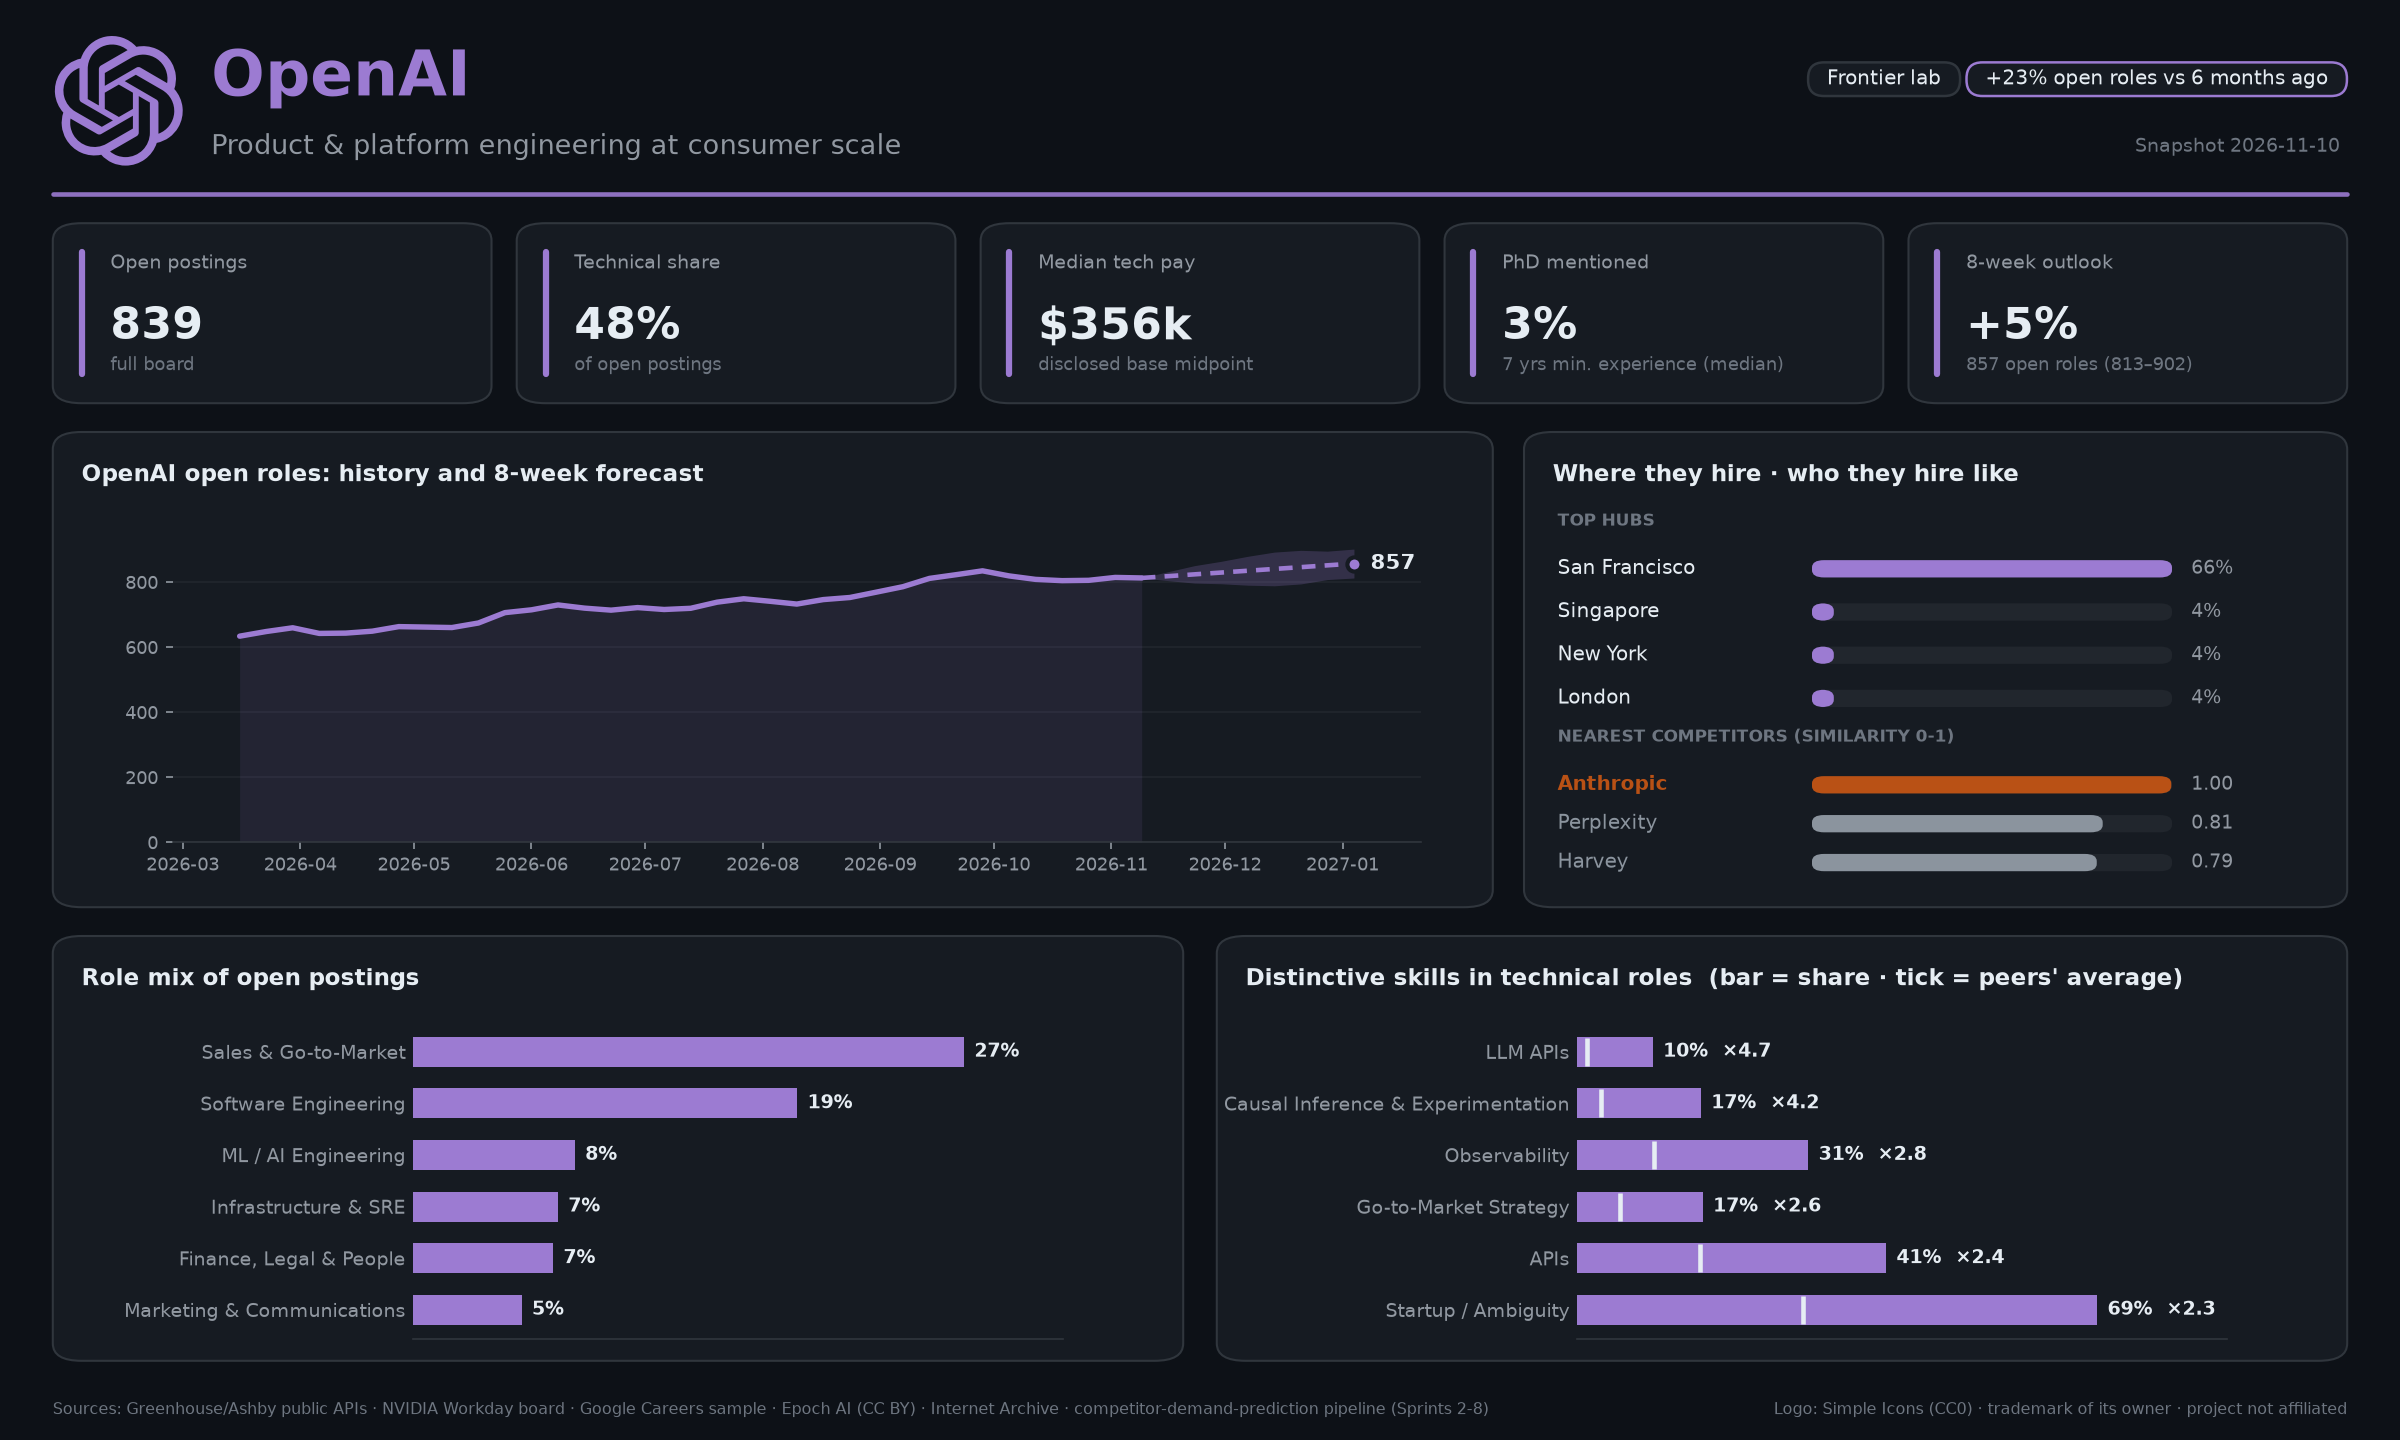 OpenAI
Product & platform engineering at consumer scale
Frontier lab
+23% open roles vs 6 months ago
Snapshot 2026-11-10
Open postings
839
full board
Technical share
48%
of open postings
Median tech pay
$356k
disclosed base midpoint
PhD mentioned
3%
7 yrs min. experience (median)
8-week outlook
+5%
857 open roles (813–902)
OpenAI open roles: history and 8-week forecast
857
800
600
400
200
0
2026-03 2026-04 2026-05 2026-06 2026-07 2026-08 2026-09 2026-10 2026-11 2026-12 2027-01
Where they hire · who they hire like
TOP HUBS
San Francisco 66%
Singapore 4%
New York 4%
London 4%
NEAREST COMPETITORS (SIMILARITY 0-1)
Anthropic 1.00
Perplexity 0.81
Harvey 0.79
Role mix of open postings
Sales & Go-to-Market 27%
Software Engineering 19%
ML / AI Engineering 8%
Infrastructure & SRE 7%
Finance, Legal & People 7%
Marketing & Communications 5%
Distinctive skills in technical roles (bar = share · tick = peers' average)
LLM APIs 10% ×4.7
Causal Inference & Experimentation 17% ×4.2
Observability 31% ×2.8
Go-to-Market Strategy 17% ×2.6
APIs 41% ×2.4
Startup / Ambiguity 69% ×2.3
Sources: Greenhouse/Ashby public APIs · NVIDIA Workday board · Google Careers sample · Epoch AI (CC BY) · Internet Archive · competitor-demand-prediction pipeline (Sprints 2-8)
Logo: Simple Icons (CC0) · trademark of its owner · project not affiliated